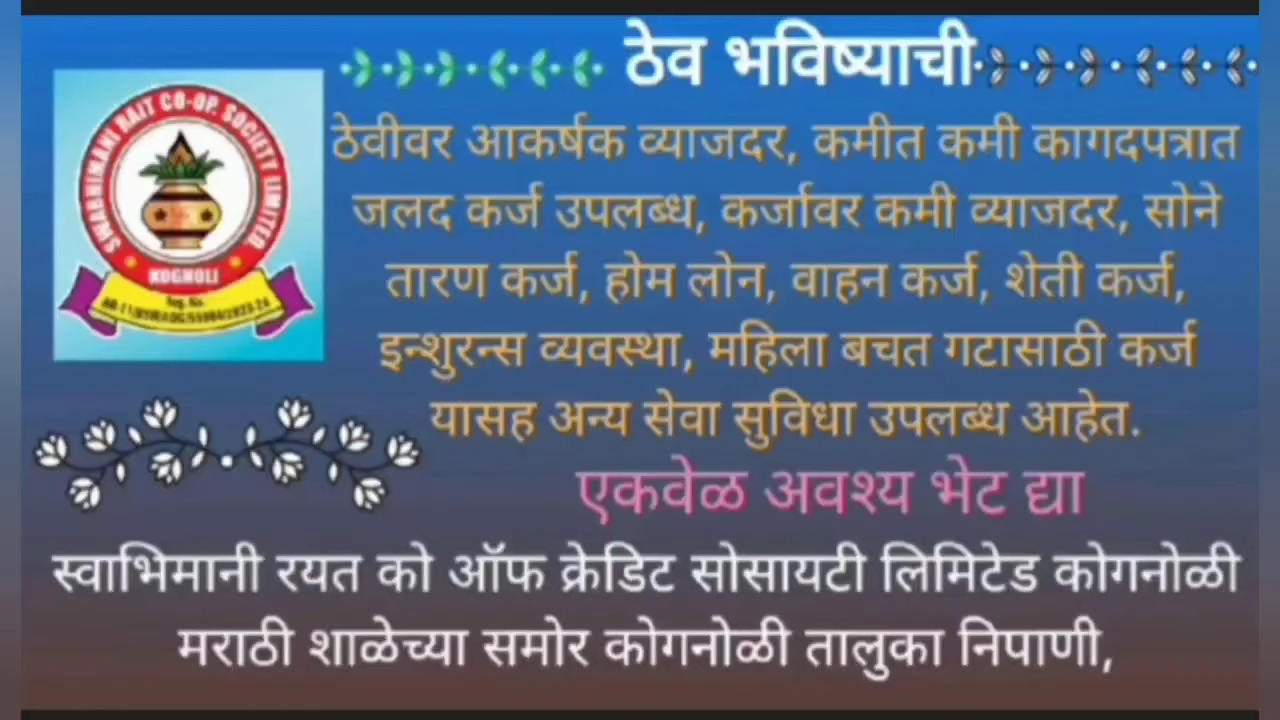 ठेव भविष्याची
ठेवीवर आकर्षक व्याजदर, कमीत कमी कागदपत्रात
जलद कर्ज उपलब्ध, कर्जावर कमी व्याजदर, सोने
तारण कर्ज, होम लोन, वाहन कर्ज, शेती कर्ज,
इन्शुरन्स व्यवस्था, महिला बचत गटासाठी कर्ज
यासह अन्य सेवा सुविधा उपलब्ध आहेत.
एकवेळ अवश्य भेट द्या
स्वाभिमानी रयत को ऑफ क्रेडिट सोसायटी लिमिटेड कोगनोळी
मराठी शाळेच्या समोर कोगनोळी तालुका निपाणी,
SWABHIMANI RAIT CO-OP. SOCIETY LIMITED.
KOGNOLI
Reg. No.